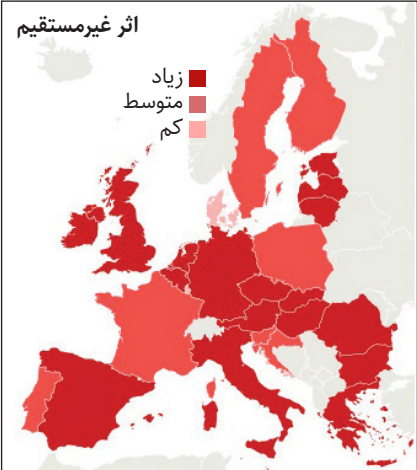 اثر غیرمستقیم
زیاد
متوسط
کم